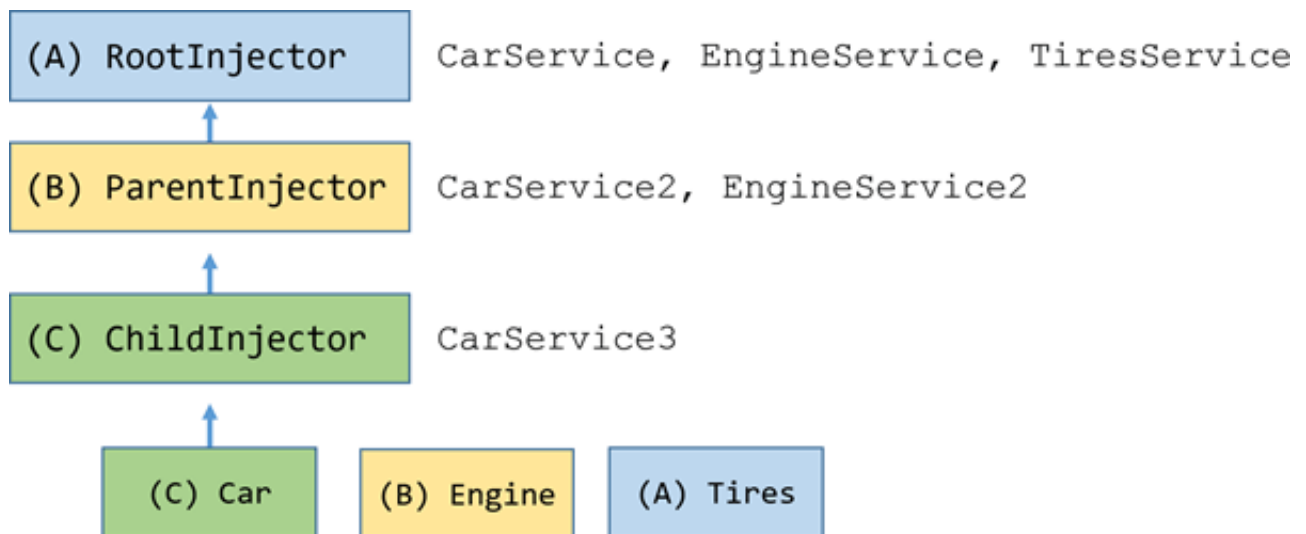 (A) RootInjector CarService, EngineService, TiresService
(B) ParentInjector CarService2, EngineService2
(C) ChildInjector CarService3
(C) Car (B) Engine (A) Tires